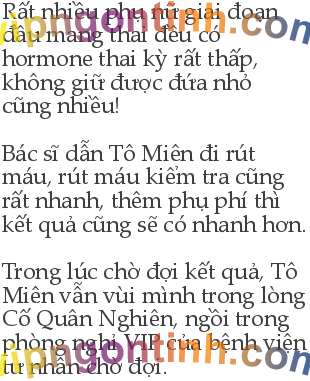 Rất nhiều phụ nữ giai đoạn
đầu mang thai đều có
hormone thai kỳ rất thấp,
không giữ được đứa nhỏ
cũng nhiều!
Bác sĩ dẫn Tô Miên đi rút
máu, rút máu kiểm tra cũng
rất nhanh, thêm phụ phí thì
kết quả cũng sẽ có nhanh hơn.
Trong lúc chờ đợi kết quả, Tô
Miên vẫn vùi mình trong lòng
Cố Quân Nghiên, ngồi trong
phòng nghỉ VIP của bệnh viện
tư nhân chờ đợi.
vipngontinh.com
vipngontinh.com